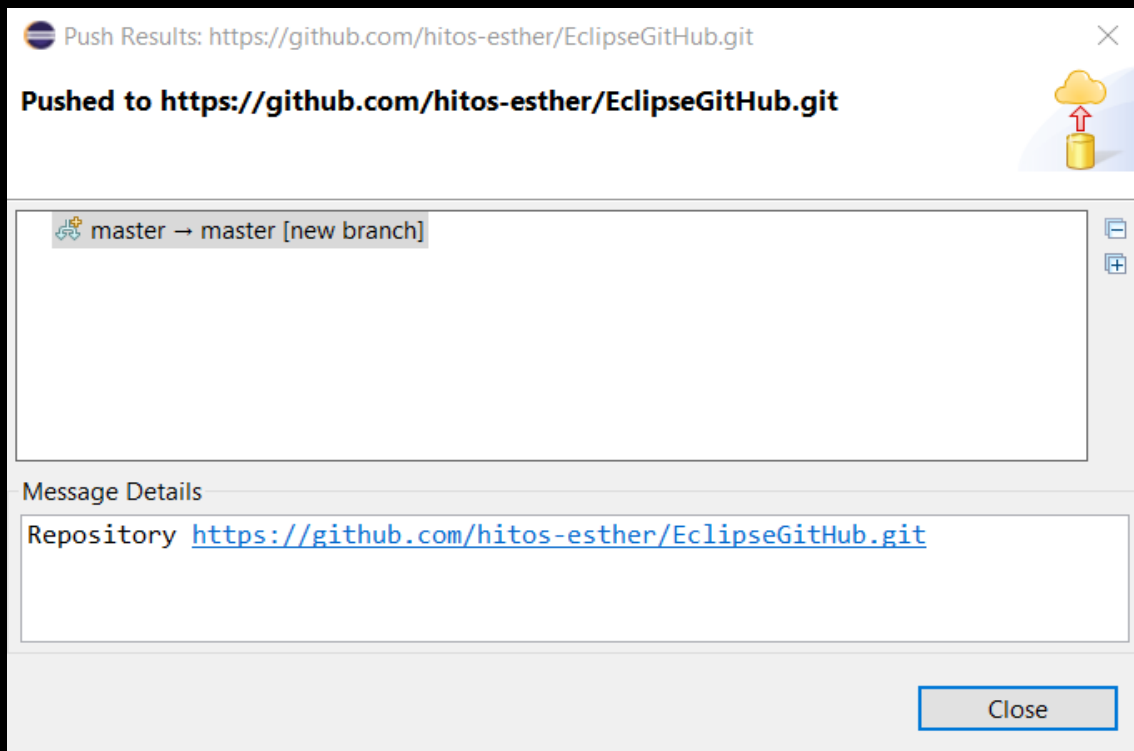 Push Results: https://github.com/hitos-esther/EclipseGitHub.git
Pushed to https://github.com/hitos-esther/EclipseGitHub.git
master → master [new branch]
Message Details
Repository https://github.com/hitos-esther/EclipseGitHub.git
Close